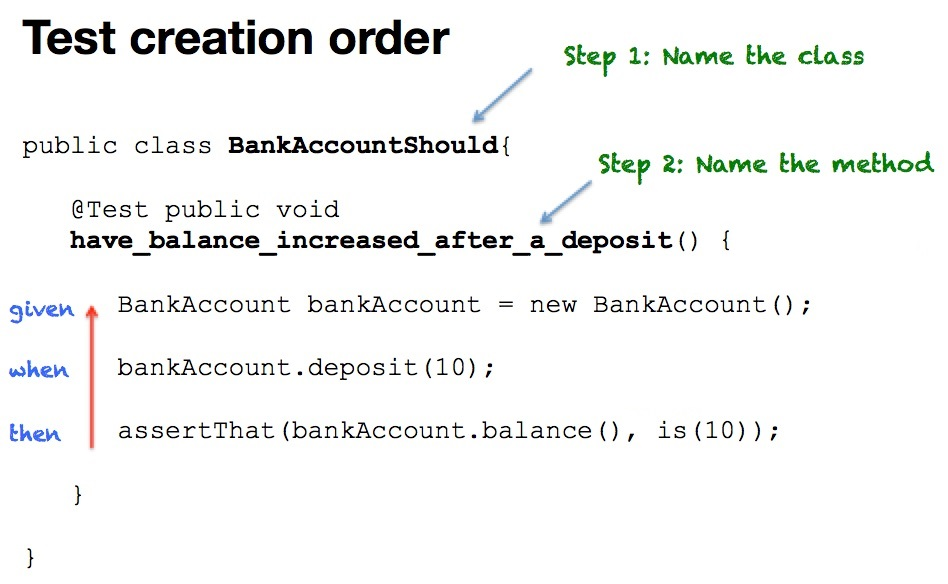 Test creation order
Step 1: Name the class
public class BankAccountShould{
Step 2: Name the method
@Test public void
have_balance_increased_after_a_deposit() {
given BankAccount bankAccount = new BankAccount();
when bankAccount.deposit(10);
then assertThat(bankAccount.balance(), is(10));
}
}